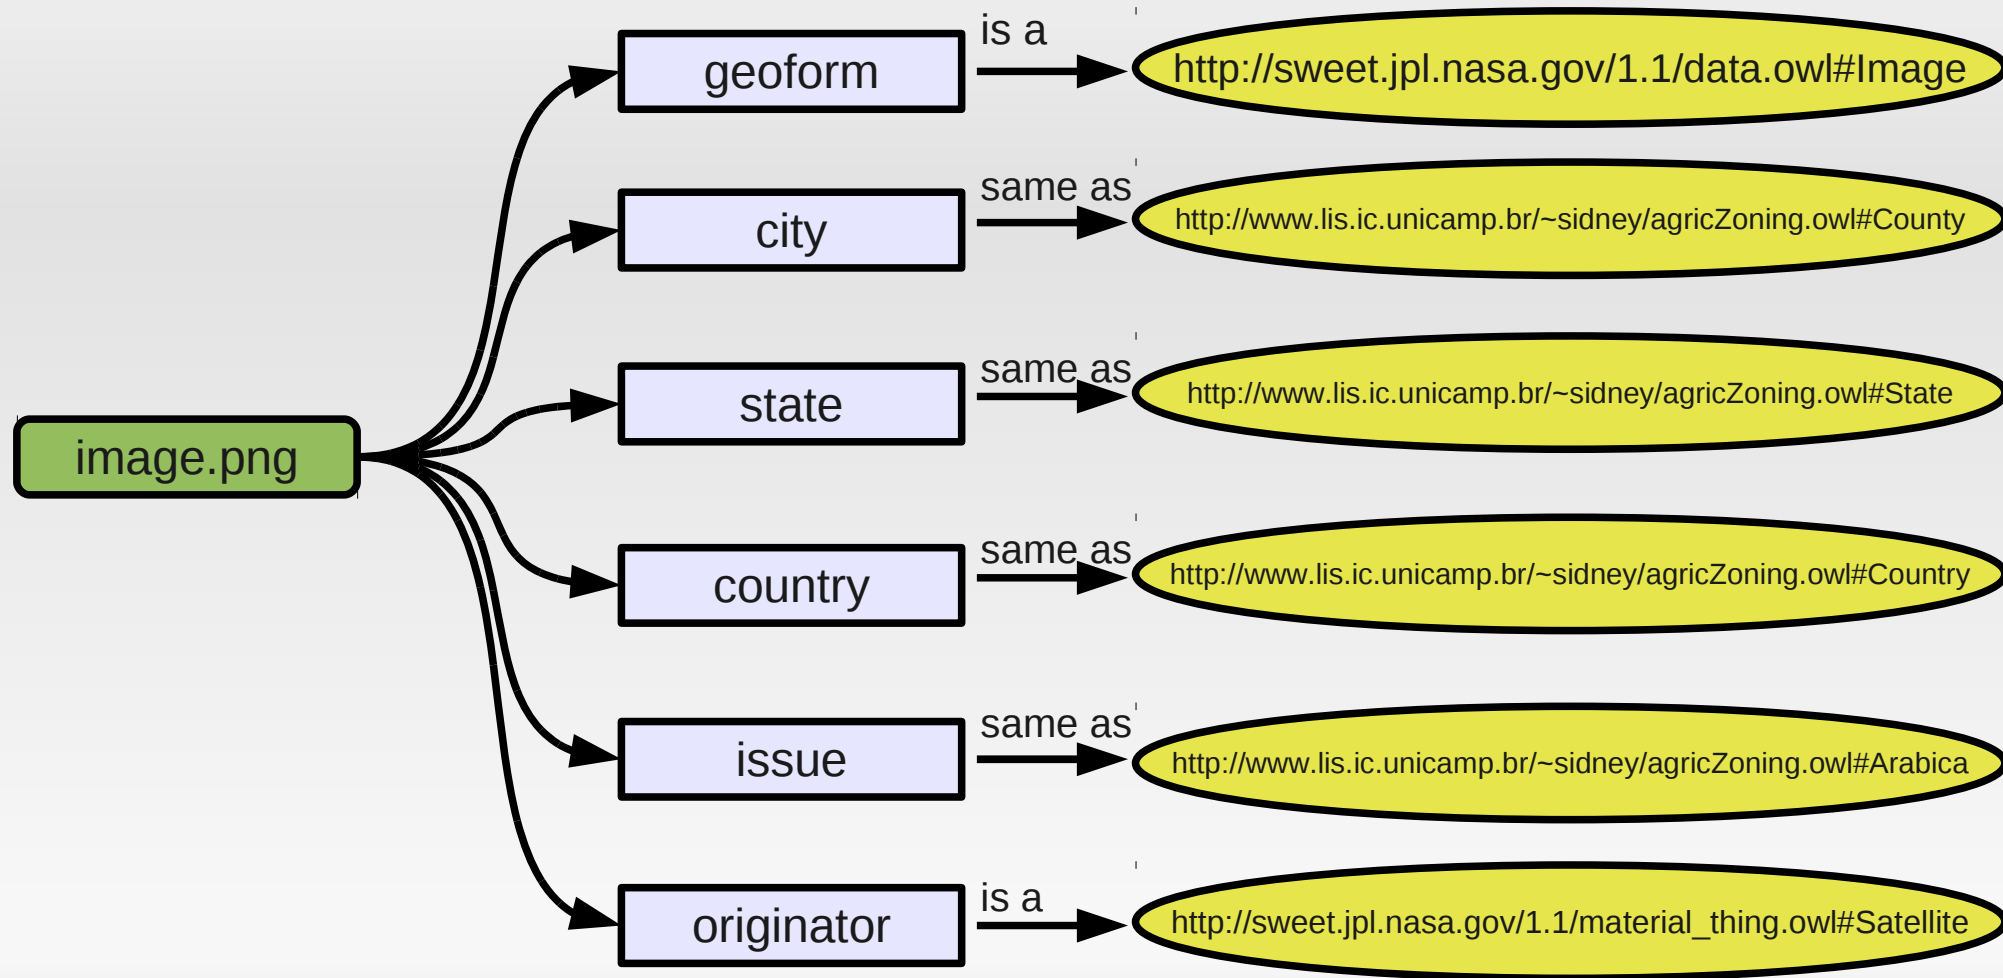 is a
geoform
http://sweet.jpl.nasa.gov/1.1/data.owl#Image
same as
city
http://www.lis.ic.unicamp.br/~sidney/agricZoning.owl#County
same as
state
http://www.lis.ic.unicamp.br/~sidney/agricZoning.owl#State
image.png
same as
country
http://www.lis.ic.unicamp.br/~sidney/agricZoning.owl#Country
same as
issue
http://www.lis.ic.unicamp.br/~sidney/agricZoning.owl#Arabica
is a
originator
http://sweet.jpl.nasa.gov/1.1/material_thing.owl#Satellite